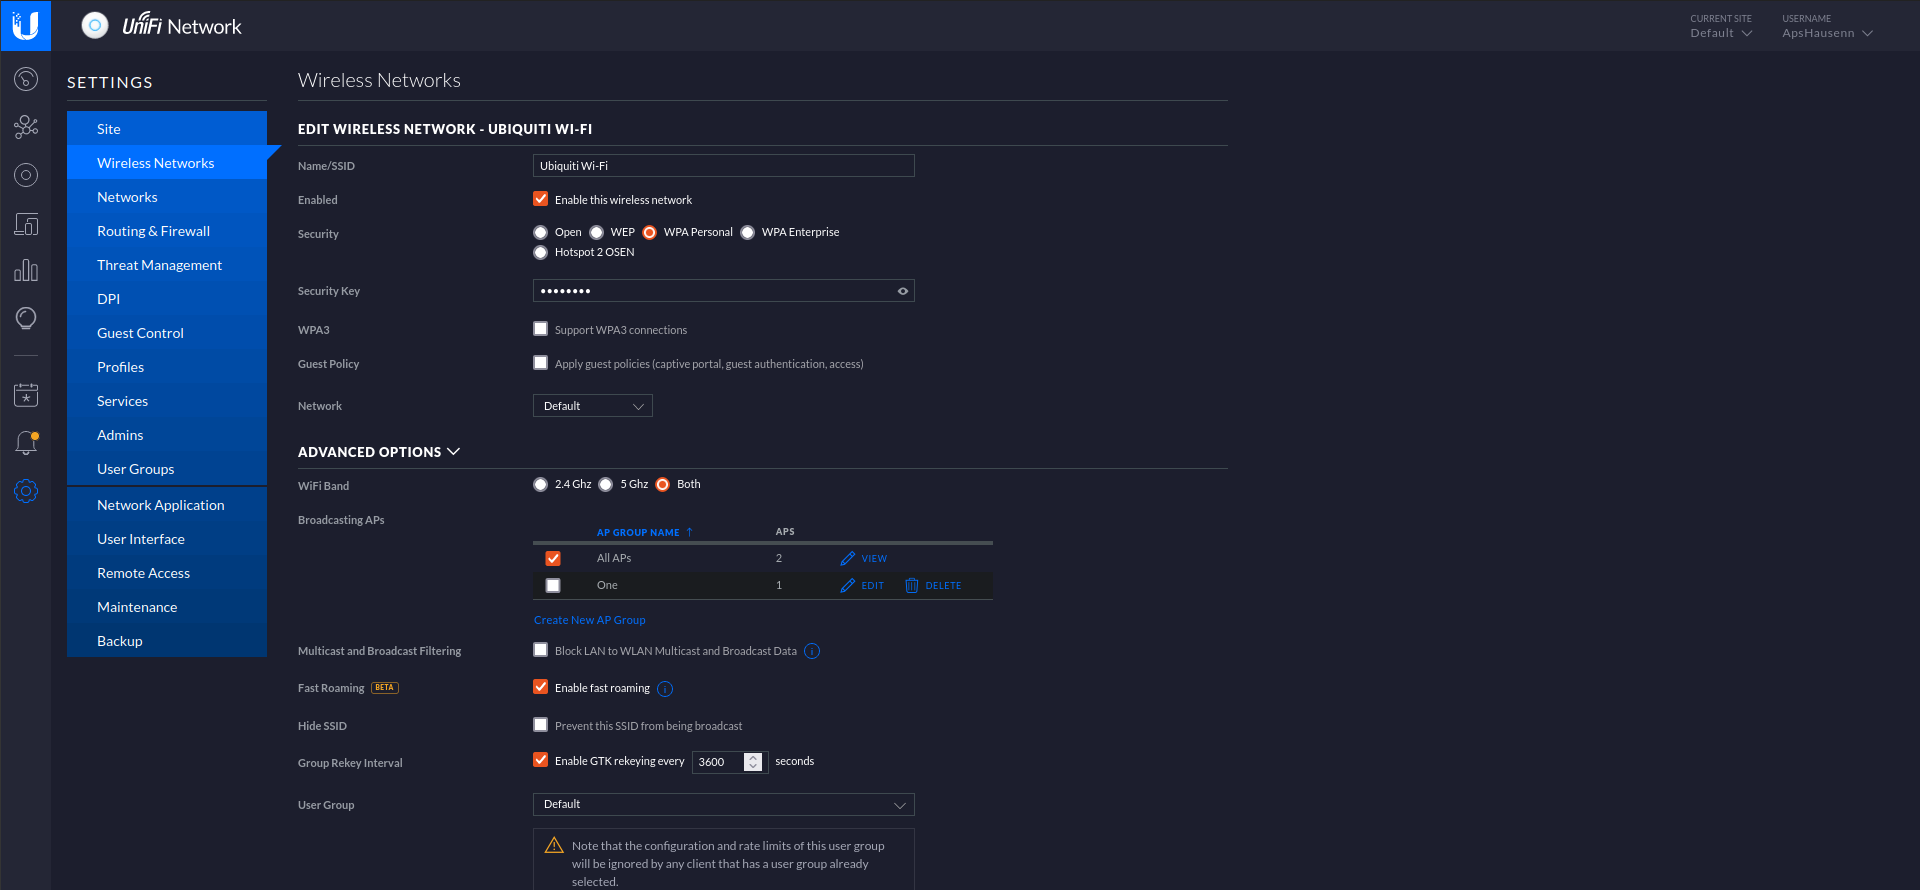 UniFi Network
CURRENT SITE
Default
USERNAME
ApsHausenn
SETTINGS
Site
Wireless Networks
Networks
Routing & Firewall
Threat Management
DPI
Guest Control
Profiles
Services
Admins
User Groups
Network Application
User Interface
Remote Access
Maintenance
Backup
Wireless Networks
EDIT WIRELESS NETWORK - UBIQUITI WI-FI
Name/SSID Ubiquiti Wi-Fi
Enabled Enable this wireless network
Security Open WEP WPA Personal WPA Enterprise
Hotspot 2 OSEN
Security Key ••••••••
WPA3 Support WPA3 connections
Guest Policy Apply guest policies (captive portal, guest authentication, access)
Network Default
ADVANCED OPTIONS
WiFi Band 2.4 Ghz 5 Ghz Both
Broadcasting APs
AP GROUP NAME ↑ APS
All APs 2 VIEW
One 1 EDIT DELETE
Create New AP Group
Multicast and Broadcast Filtering Block LAN to WLAN Multicast and Broadcast Data i
Fast Roaming BETA Enable fast roaming i
Hide SSID Prevent this SSID from being broadcast
Group Rekey Interval Enable GTK rekeying every 3600 seconds
User Group Default
Note that the configuration and rate limits of this user group
will be ignored by any client that has a user group already
selected.